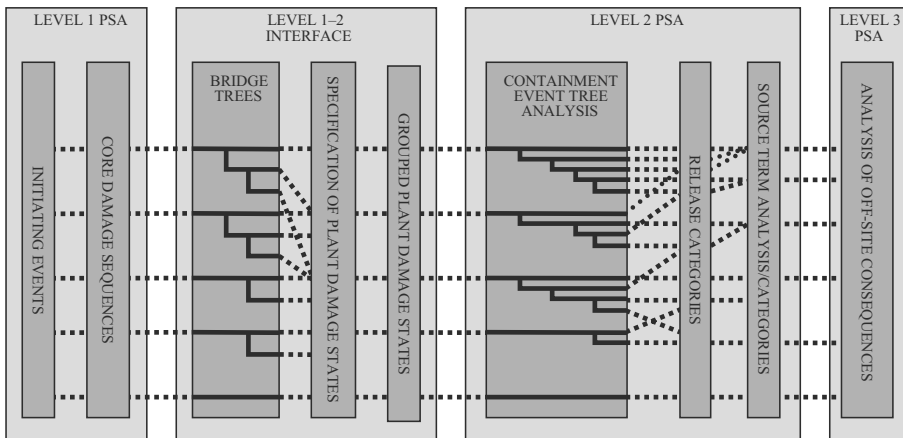 LEVEL 1 PSA
INITIATING EVENTS
CORE DAMAGE SEQUENCES
LEVEL 1–2
INTERFACE
BRIDGE
TREES
SPECIFICATION OF PLANT DAMAGE STATES
GROUPED PLANT DAMAGE STATES
LEVEL 2 PSA
CONTAINMENT
EVENT TREE
ANALYSIS
RELEASE CATEGORIES
SOURCE TERM ANALYSIS/CATEGORIES
LEVEL 3
PSA
ANALYSIS OF OFF-SITE CONSEQUENCES